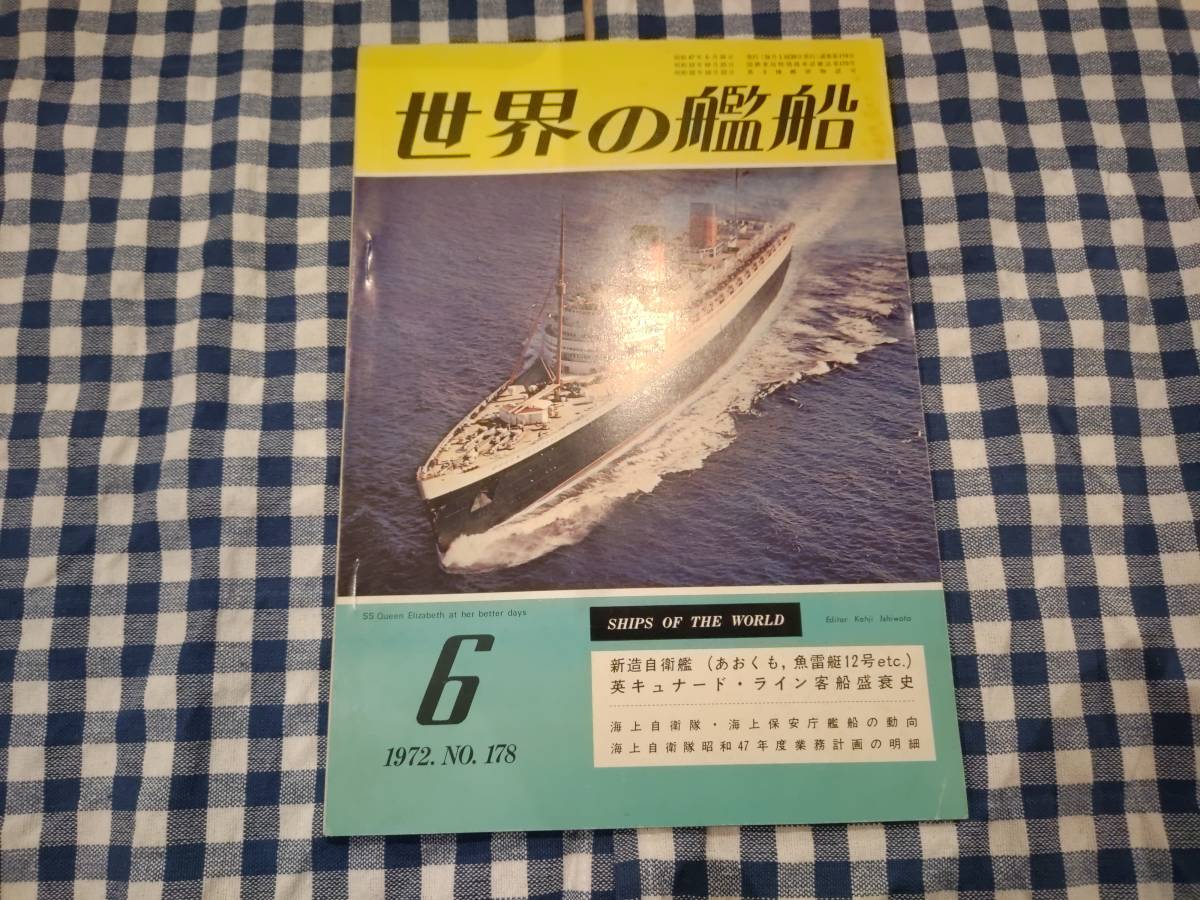 世界の艦船
SS Queen Elizabeth at her better days
SHIPS OF THE WORLD
Editor: Kohji Ishiwata
6
1972. NO. 178
新造自衛艦 (あおくも, 魚雷艇12号etc.)
英キュナード・ライン客船盛衰史
海上自衛隊・海上保安庁艦船の動向
海上自衛隊昭和47年度業務計画の明細